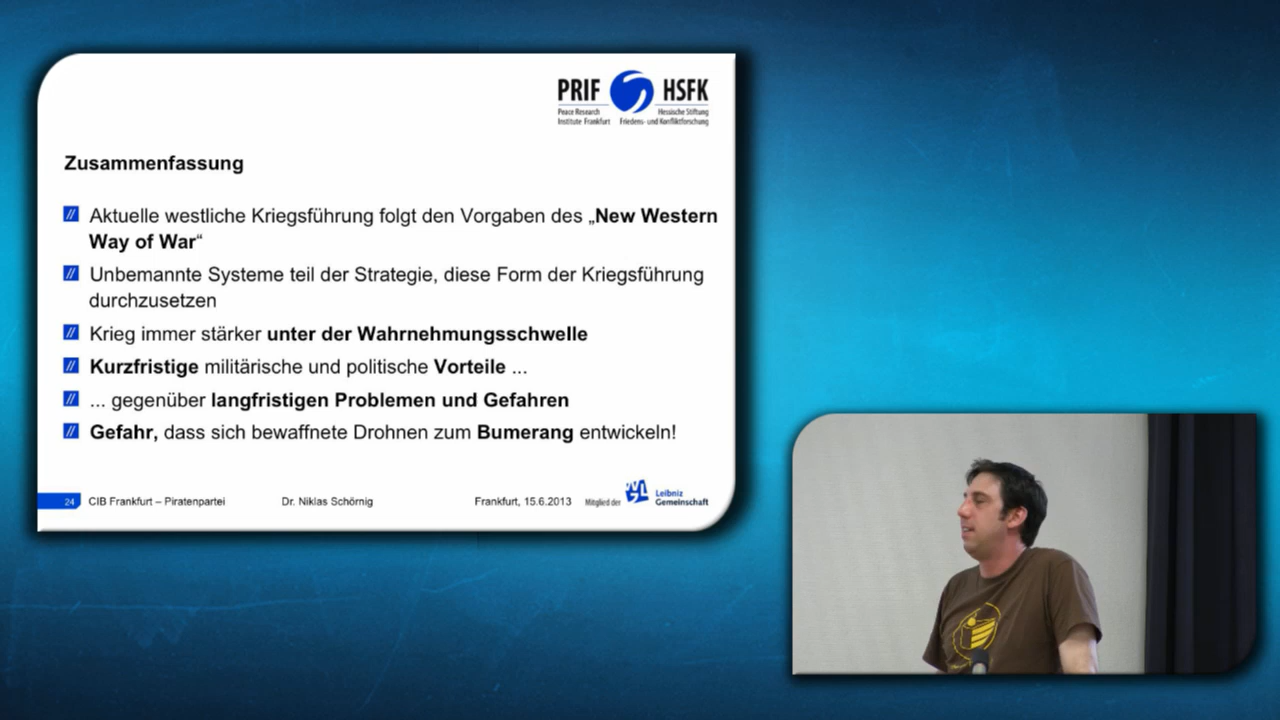 PRIF HSFK
Peace Research Hessische Stiftung
Institute Frankfurt Friedens- und Konfliktforschung
Zusammenfassung
// Aktuelle westliche Kriegsführung folgt den Vorgaben des „New Western
Way of War“
// Unbemannte Systeme teil der Strategie, diese Form der Kriegsführung
durchzusetzen
// Krieg immer stärker unter der Wahrnehmungsschwelle
// Kurzfristige militärische und politische Vorteile ...
// ... gegenüber langfristigen Problemen und Gefahren
// Gefahr, dass sich bewaffnete Drohnen zum Bumerang entwickeln!
24 CIB Frankfurt – Piratenpartei Dr. Niklas Schörnig Frankfurt, 15.6.2013 Mitglied der Leibniz
Gemeinschaft